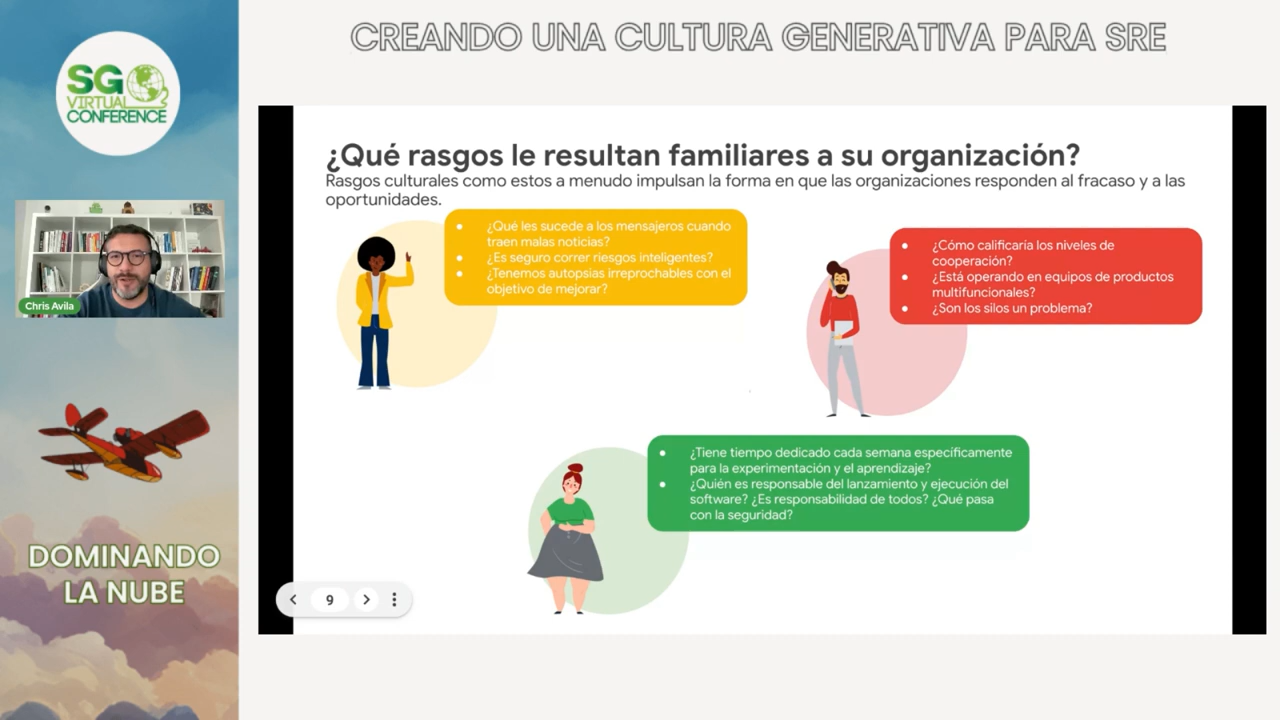 CREANDO UNA CULTURA GENERATIVA PARA SRE
SG
VIRTUAL
CONFERENCE
Chris Avila
DOMINANDO
LA NUBE
¿Qué rasgos le resultan familiares a su organización?
Rasgos culturales como estos a menudo impulsan la forma en que las organizaciones responden al fracaso y a las
oportunidades.
• ¿Qué les sucede a los mensajeros cuando
traen malas noticias?
• ¿Es seguro correr riesgos inteligentes?
• ¿Tenemos autopsias irreprochables con el
objetivo de mejorar?
• ¿Cómo calificaría los niveles de
cooperación?
• ¿Está operando en equipos de productos
multifuncionales?
• ¿Son los silos un problema?
• ¿Tiene tiempo dedicado cada semana específicamente
para la experimentación y el aprendizaje?
• ¿Quién es responsable del lanzamiento y ejecución del
software? ¿Es responsabilidad de todos? ¿Qué pasa
con la seguridad?
9